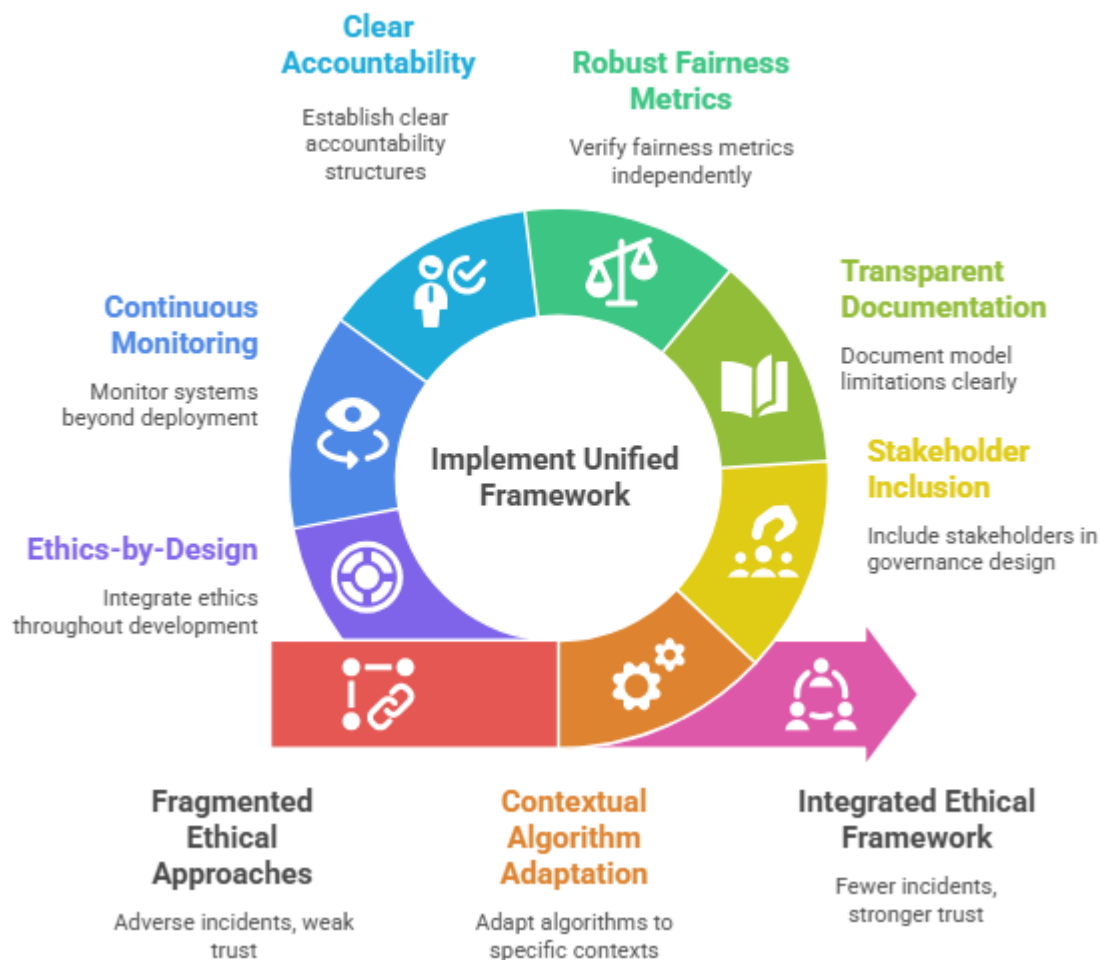 Clear
Accountability
Establish clear
accountability
structures
Robust Fairness
Metrics
Verify fairness metrics
independently
Transparent
Documentation
Document model
limitations clearly
Continuous
Monitoring
Monitor systems
beyond deployment
Implement Unified
Framework
Stakeholder
Inclusion
Include stakeholders in
governance design
Ethics-by-Design
Integrate ethics
throughout development
Fragmented
Ethical
Approaches
Adverse incidents, weak
trust
Contextual
Algorithm
Adaptation
Adapt algorithms to
specific contexts
Integrated Ethical
Framework
Fewer incidents,
stronger trust